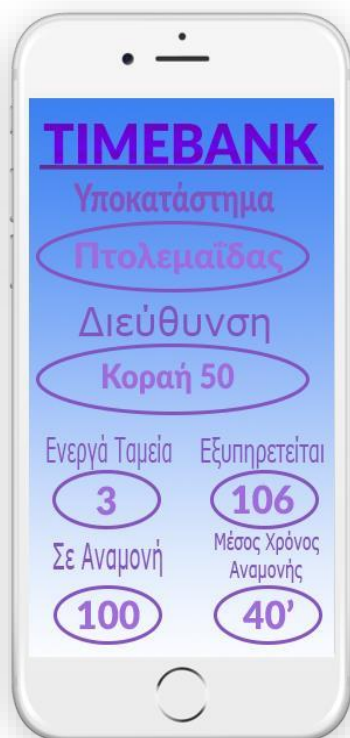 TIMEBANK
Υποκατάστημα
Πτολεμαΐδας
Διεύθυνση
Κοραή 50
Ενεργά Ταμεία
3
Εξυπηρετείται
106
Σε Αναμονή
100
Μέσος Χρόνος
Αναμονής
40’